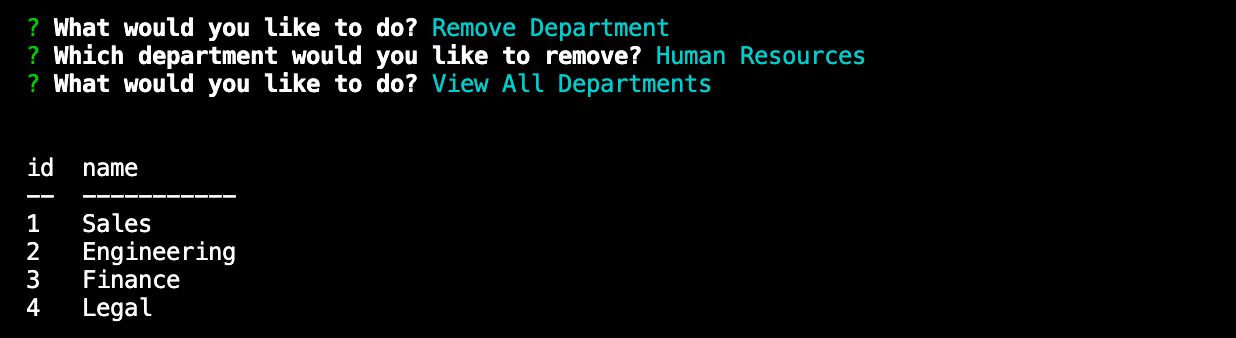 ? What would you like to do? Remove Department
? Which department would you like to remove? Human Resources
? What would you like to do? View All Departments
id  name
--  -----------
1   Sales
2   Engineering
3   Finance
4   Legal